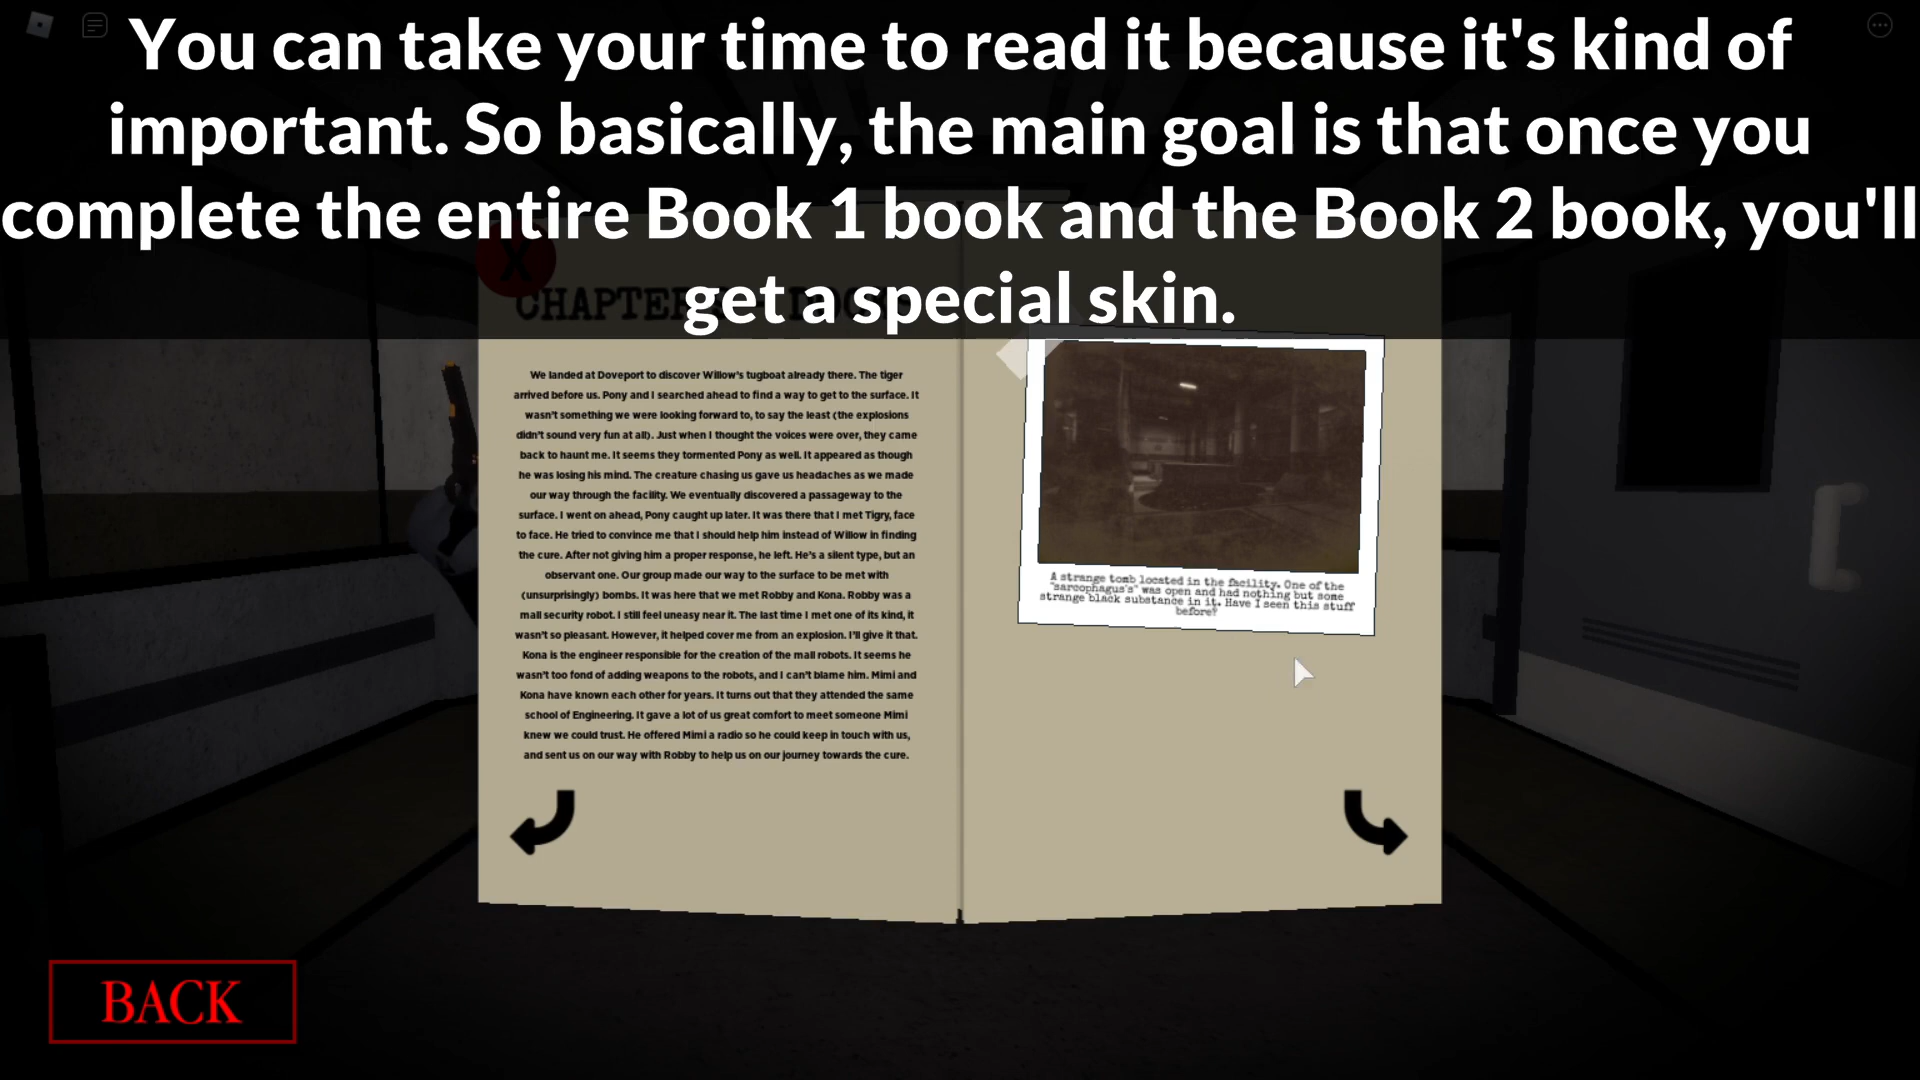 You can take your time to read it because it's kind of
important. So basically, the main goal is that once you
complete the entire Book 1 book and the Book 2 book, you'll
get a special skin.
X
CHAPTER
We landed at Doveport to discover Willow's tugboat already there. The tiger
arrived before us. Pony and I searched ahead to find a way to get to the surface. It
wasn't something we were looking forward to, to say the least (the explosions
didn't sound very fun at all). Just when I thought the voices were over, they came
back to haunt me. It seems they tormented Pony as well. It appeared as though
he was losing his mind. The creature chasing us gave us headaches as we made
our way through the facility. We eventually discovered a passageway to the
surface. I went on ahead, Pony caught up later. It was there that I met Tigry, face
to face. He tried to convince me that I should help him instead of Willow in finding
the cure. After not giving him a proper response, he left. He's a silent type, but an
observant one. Our group made our way to the surface to be met with
(unsurprisingly) bombs. It was here that we met Robby and Kona. Robby was a
mall security robot. I still feel uneasy near it. The last time I met one of its kind, it
wasn't so pleasant. However, it helped cover me from an explosion. I'll give it that.
Kona is the engineer responsible for the creation of the mall robots. It seems he
wasn't too fond of adding weapons to the robots, and I can't blame him. Mimi and
Kona have known each other for years. It turns out that they attended the same
school of Engineering. It gave a lot of us great comfort to meet someone Mimi
knew we could trust. He offered Mimi a radio so he could keep in touch with us,
and sent us on our way with Robby to help us on our journey towards the cure.
A strange tomb located in the facility. One of the
"sarcophagus's" was open and had nothing but some
strange black substance in it. Have I seen this stuff
before?
BACK